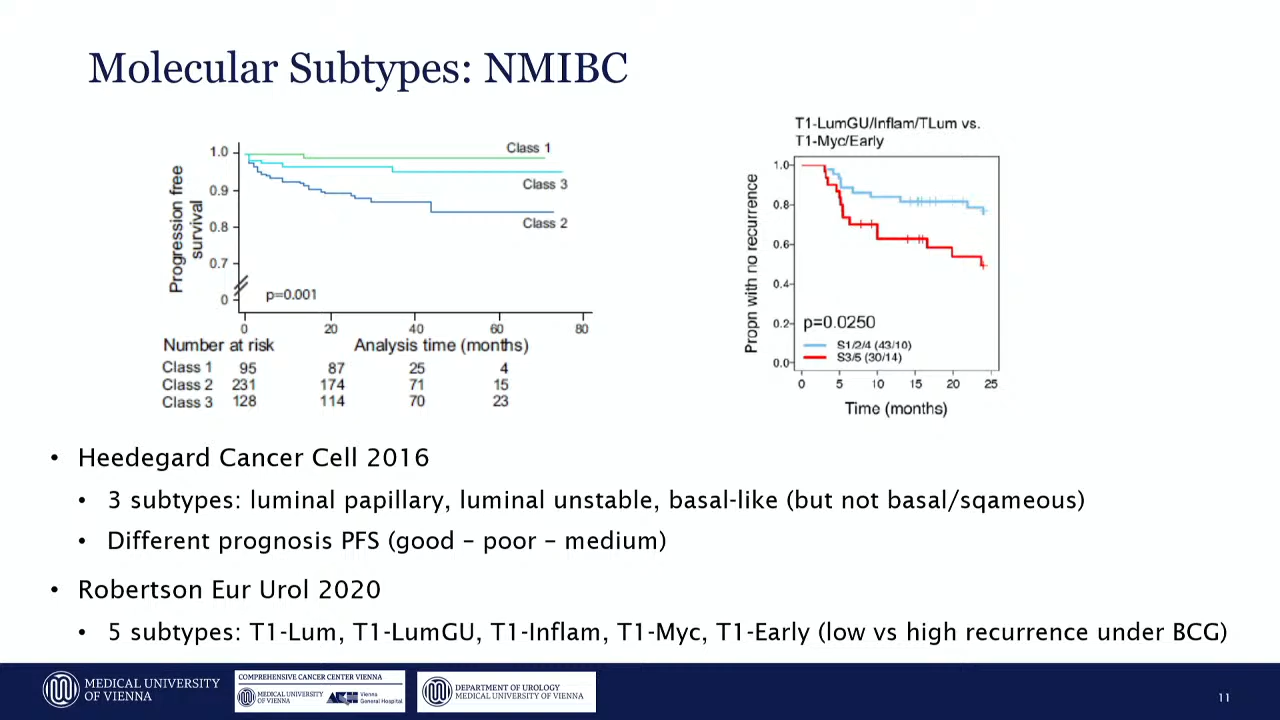 Molecular Subtypes: NMIBC
Progression free
survival
1.0
0.9
0.8
0.7
0
Class 1
Class 3
Class 2
p=0.001
0 20 40 60 80
Number at risk Analysis time (months)
Class 1 95 87 25 4
Class 2 231 174 71 15
Class 3 128 114 70 23
T1-LumGU/Inflam/TLum vs.
T1-Myc/Early
Propn with no recurrence
1.0
0.8
0.6
0.4
0.2
0.0
p=0.0250
S1/2/4 (43/10)
S3/5 (30/14)
0 5 10 15 20 25
Time (months)
• Heedegard Cancer Cell 2016
• 3 subtypes: luminal papillary, luminal unstable, basal-like (but not basal/sqameous)
• Different prognosis PFS (good – poor – medium)
• Robertson Eur Urol 2020
• 5 subtypes: T1-Lum, T1-LumGU, T1-Inflam, T1-Myc, T1-Early (low vs high recurrence under BCG)
MEDICAL UNIVERSITY
OF VIENNA
COMPREHENSIVE CANCER CENTER VIENNA
MEDICAL UNIVERSITY
OF VIENNA
AKH
Vienna
General Hospital
DEPARTMENT OF UROLOGY
MEDICAL UNIVERSITY OF VIENNA
11